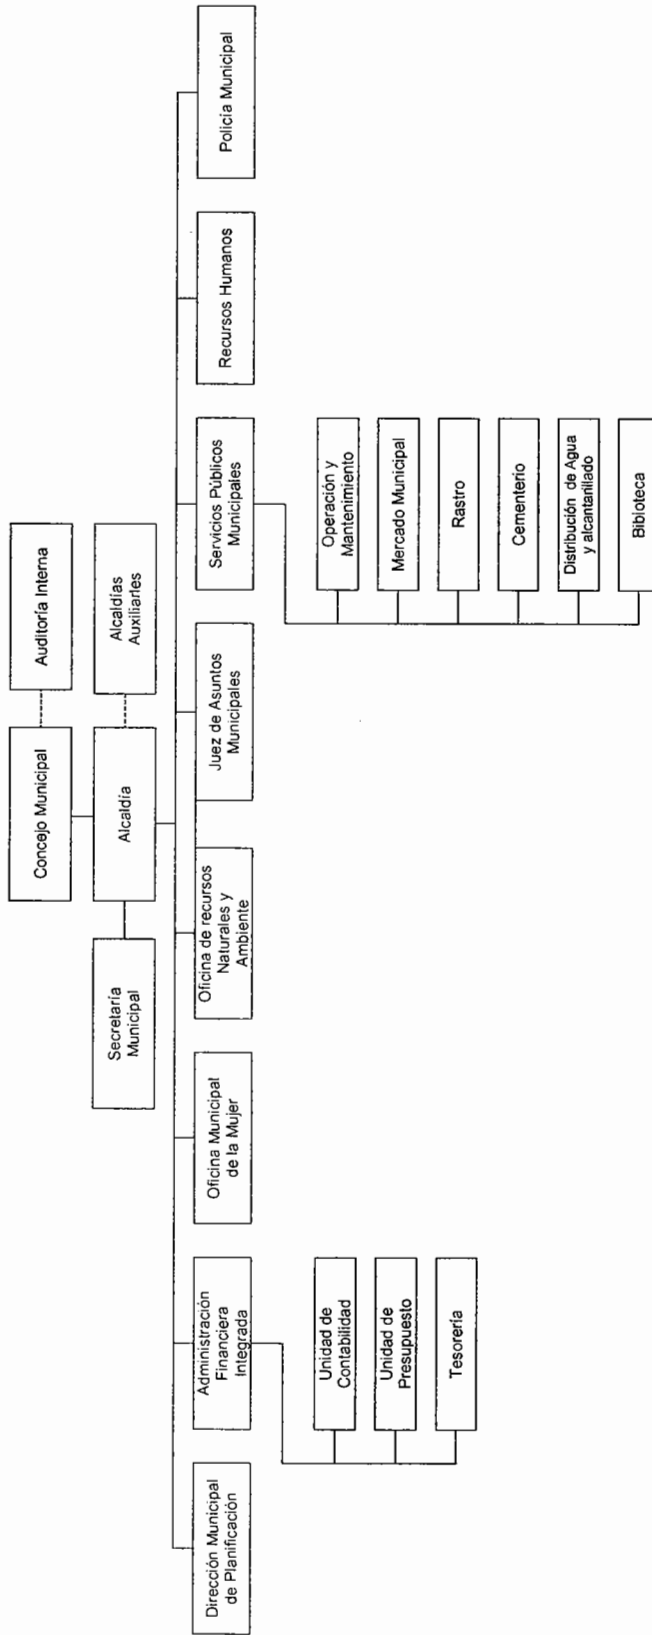 Concejo Municipal
Auditoría Interna
Secretaría
Municipal
Alcaldía
Alcaldías
Auxiliarles
Dirección Municipal
de Planificación
Administración
Financiera
Integrada
Oficina Municipal
de la Mujer
Oficina de recursos
Naturales y
Ambiente
Juez de Asuntos
Municipales
Servicios Públicos
Municipales
Recursos Humanos
Policía Municipal
Unidad de
Contabilidad
Unidad de
Presupuesto
Tesorería
Operación y
Mantenimiento
Mercado Municipal
Rastro
Cementerio
Distribución de Agua
y alcantarillado
Biblioteca